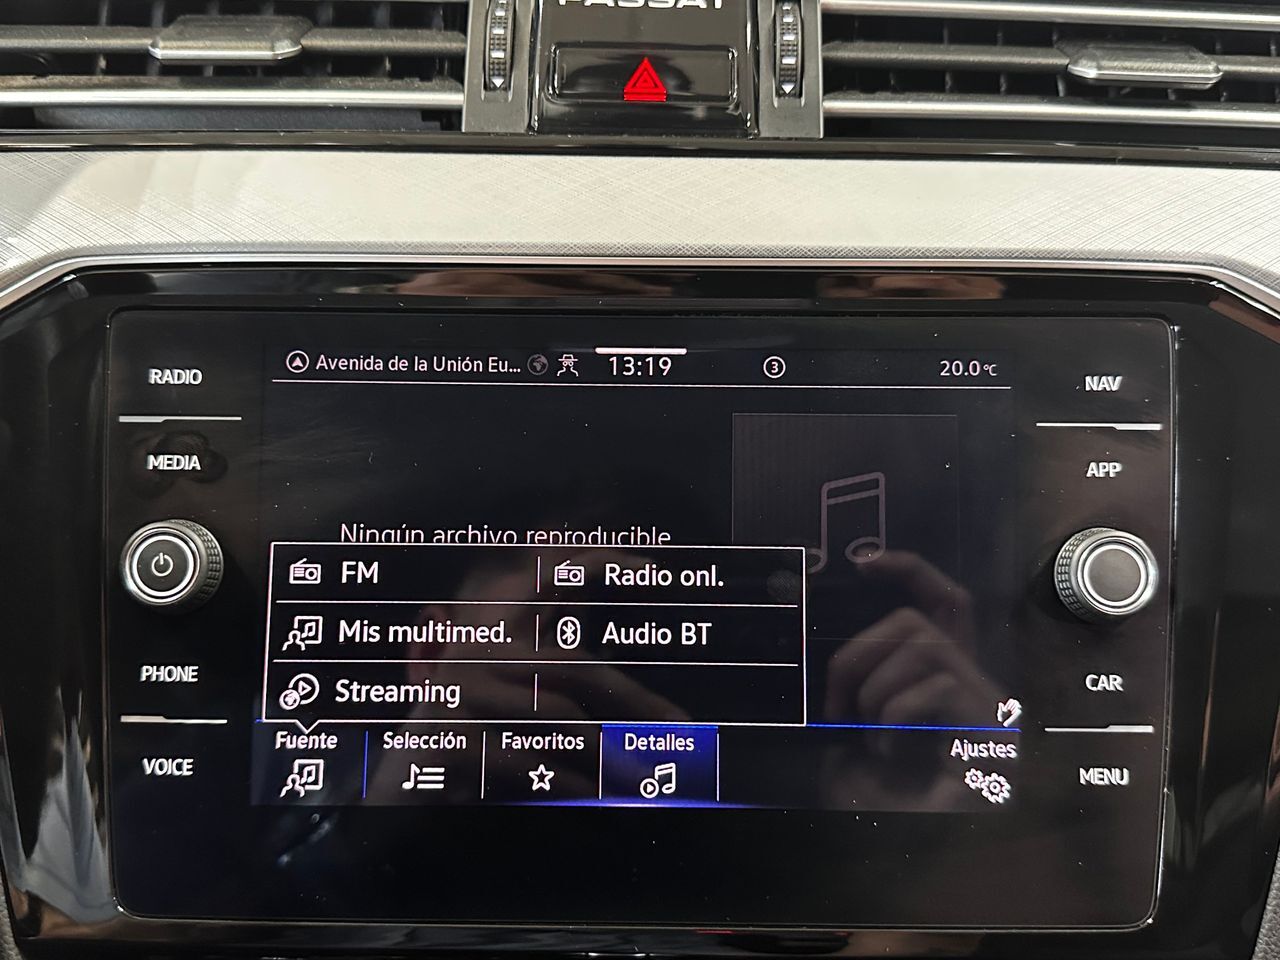 PASSAT
RADIO
MEDIA
PHONE
VOICE
Avenida de la Unión Eu... 13:19 3 20.0°C
Ningún archivo reproducible
FM
Radio onl.
Mis multimed.
Audio BT
Streaming
Fuente
Selección
Favoritos
Detalles
Ajustes
NAV
APP
CAR
MENU